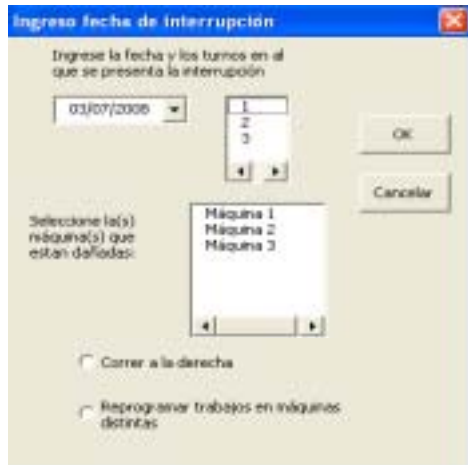 Ingreso fecha de interrupción
Ingrese la fecha y los turnos en al
que se presenta la interrupción
03/07/2008
1
2
3
OK
Cancelar
Seleccione la(s)
máquina(s) que
estan dañadas:
Máquina 1
Máquina 2
Máquina 3
Correr a la derecha
Reprogramar trabajos en máquinas
distintas